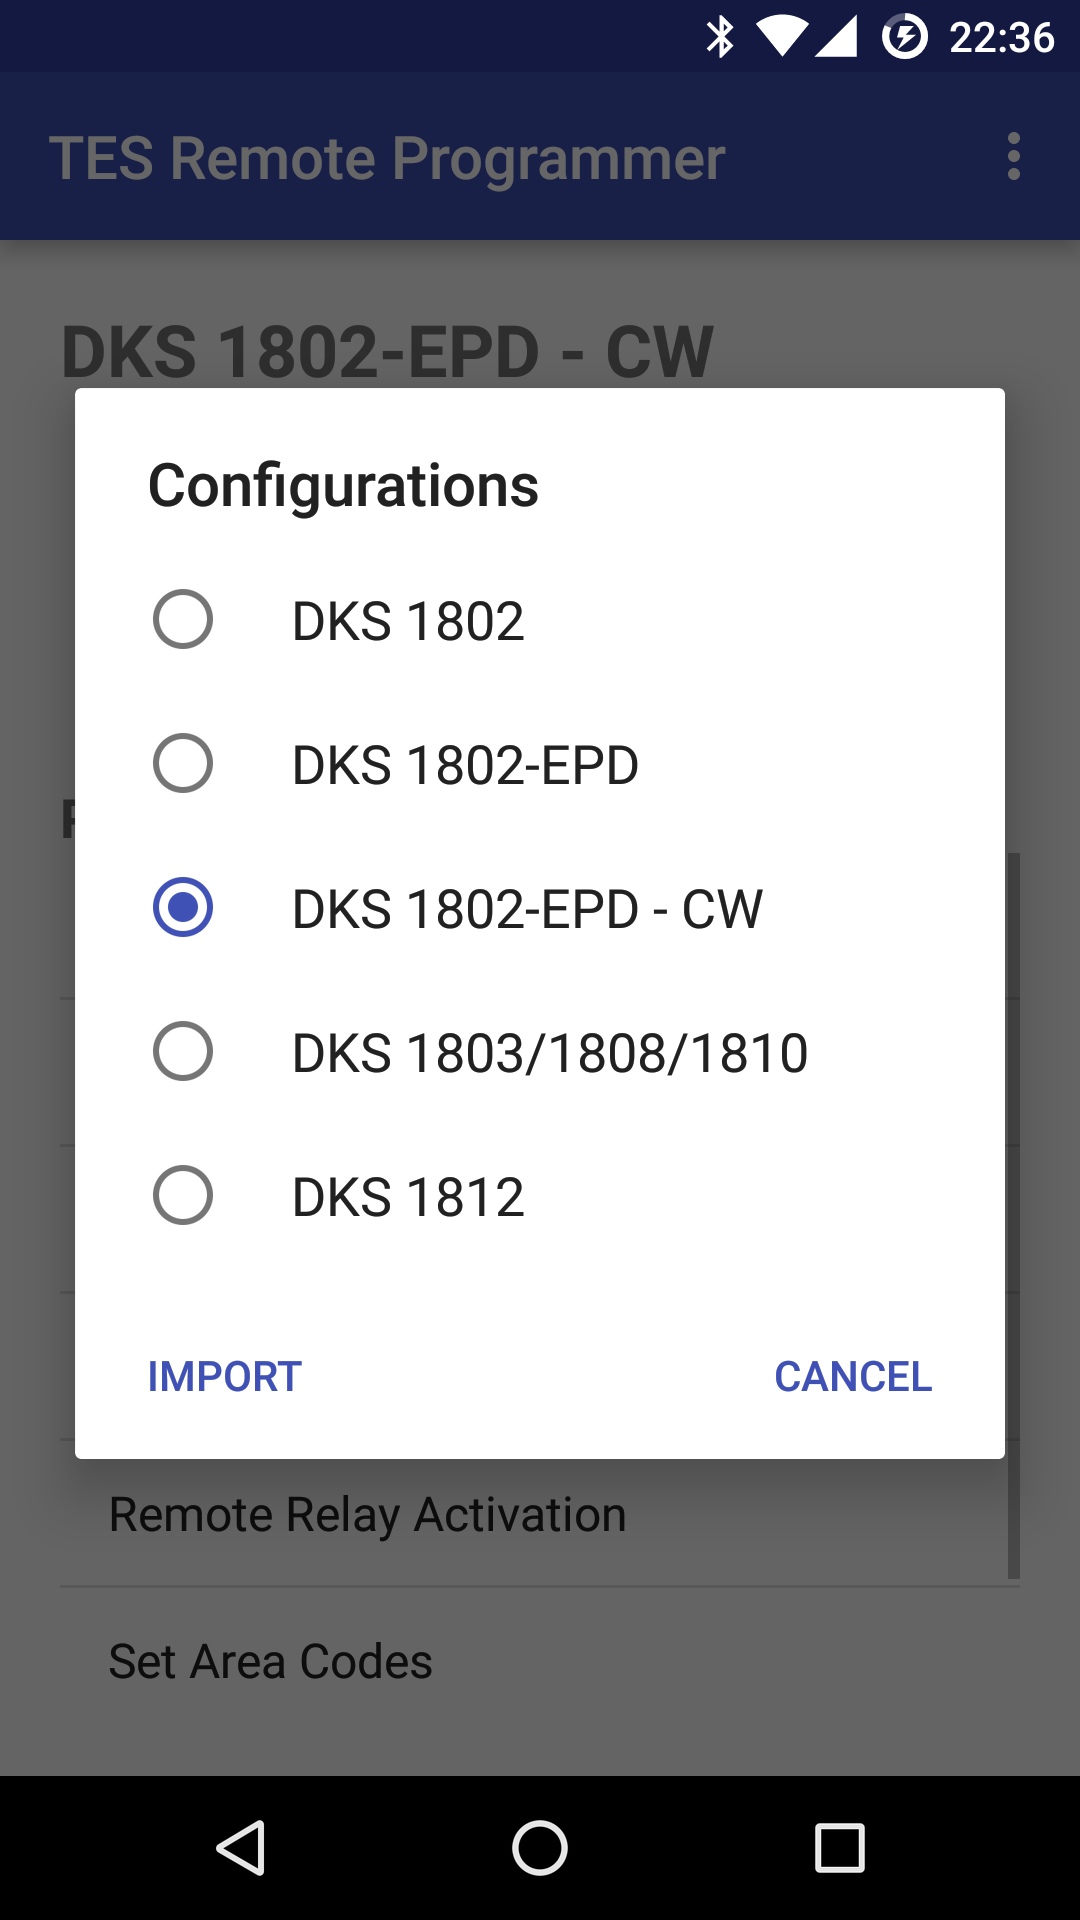 22:36
TES Remote Programmer
DKS 1802-EPD - CW
Configurations
DKS 1802
DKS 1802-EPD
DKS 1802-EPD - CW
DKS 1803/1808/1810
DKS 1812
IMPORT CANCEL
Remote Relay Activation
Set Area Codes